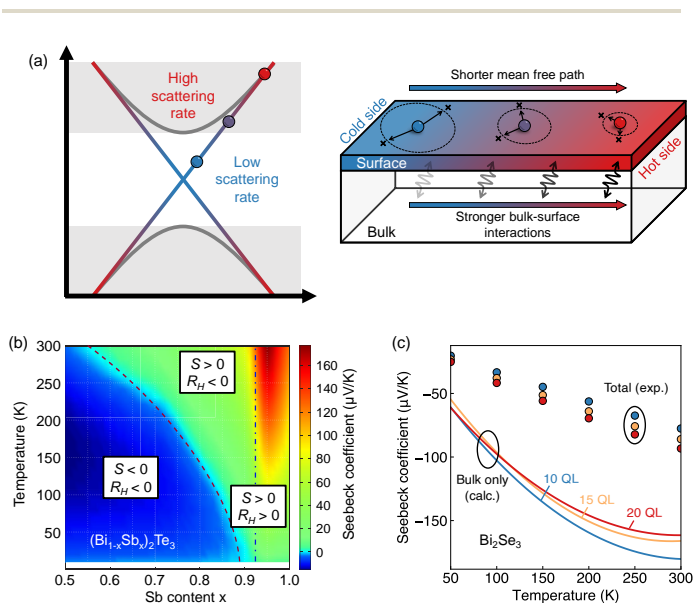 (a)
High
scattering
rate
Low
scattering
rate
Shorter mean free path
Cold side
Surface
Hot side
Stronger bulk-surface
interactions
Bulk
(b)
Temperature (K)
300
250
200
150
100
50
S > 0
R_H < 0
S < 0
R_H < 0
S > 0
R_H > 0
(Bi₁₋ₓSbₓ)₂Te₃
0.5 0.6 0.7 0.8 0.9 1.0
Sb content x
160
140
120
100
80
60
40
20
0
Seebeck coefficient (μV/K)
(c)
Seebeck coefficient (μV/K)
−50
−100
−150
Total (exp.)
Bulk only
(calc.)
10 QL
15 QL
20 QL
Bi₂Se₃
50 100 150 200 250 300
Temperature (K)